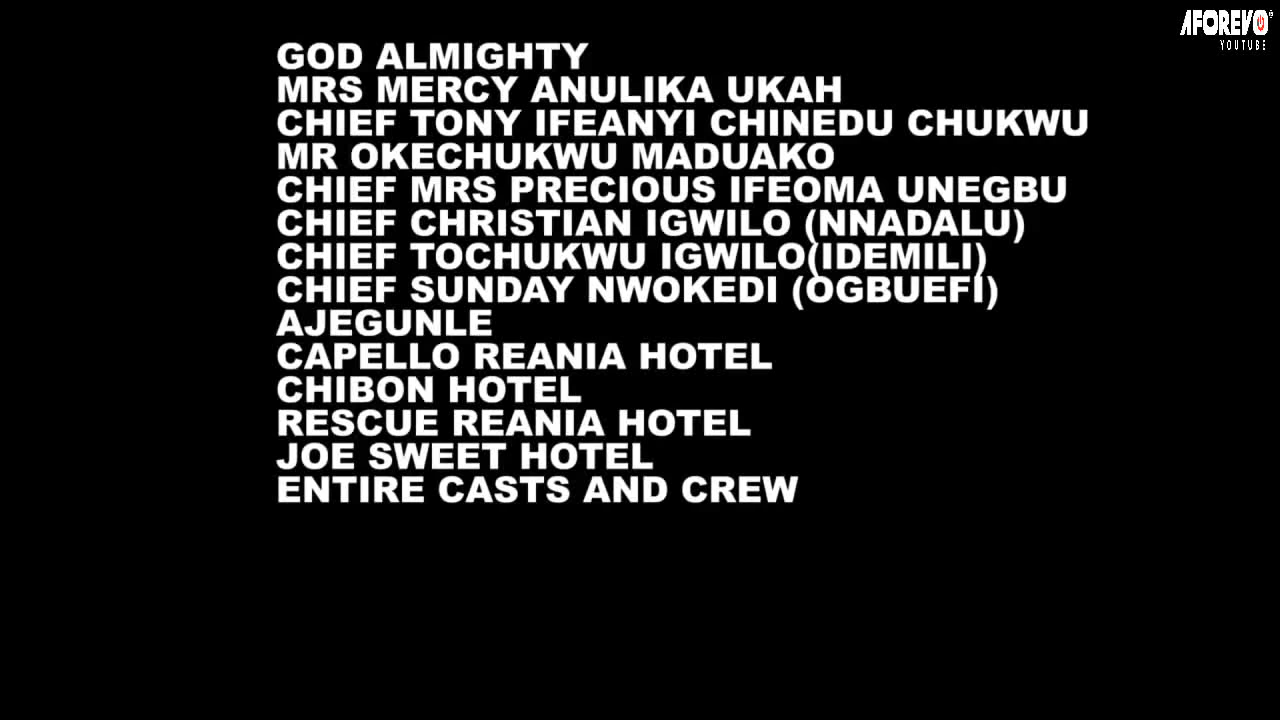 AFOREVO
YOUTUBE
GOD ALMIGHTY
MRS MERCY ANULIKA UKAH
CHIEF TONY IFEANYI CHINEDU CHUKWU
MR OKECHUKWU MADUAKO
CHIEF MRS PRECIOUS IFEOMA UNEGBU
CHIEF CHRISTIAN IGWILO (NNADALU)
CHIEF TOCHUKWU IGWILO(IDEMILI)
CHIEF SUNDAY NWOKEDI (OGBUEFI)
AJEGUNLE
CAPELLO REANIA HOTEL
CHIBON HOTEL
RESCUE REANIA HOTEL
JOE SWEET HOTEL
ENTIRE CASTS AND CREW